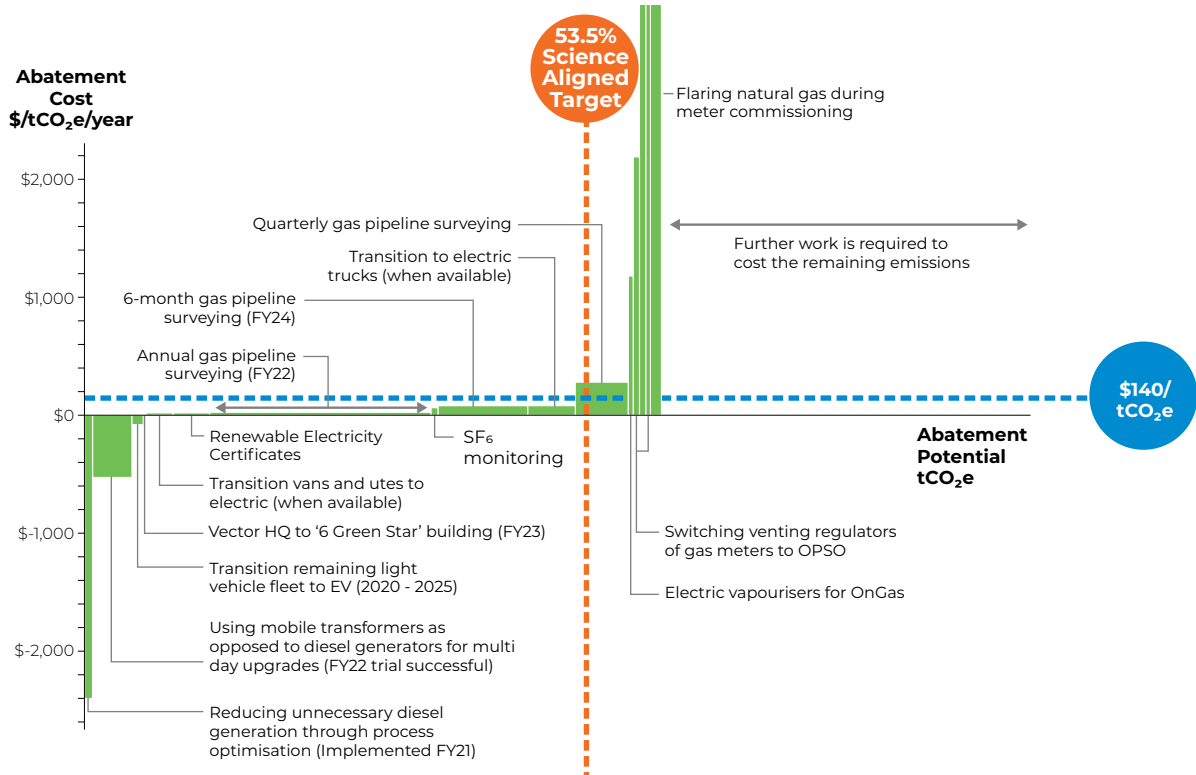 53.5%
Science
Aligned
Target
Abatement
Cost
$/tCO₂e/year
Flaring natural gas during
meter commissioning
$2,000
Quarterly gas pipeline surveying
Transition to electric
trucks (when available)
Further work is required to
cost the remaining emissions
$1,000
6-month gas pipeline
surveying (FY24)
Annual gas pipeline
surveying (FY22)
$140/
tCO₂e
$0
Renewable Electricity
Certificates
SF₆
monitoring
Abatement
Potential
tCO₂e
Transition vans and utes to
electric (when available)
$-1,000
Vector HQ to ‘6 Green Star’ building (FY23)
Switching venting regulators
of gas meters to OPSO
Transition remaining light
vehicle fleet to EV (2020 - 2025)
Electric vapourisers for OnGas
$-2,000
Using mobile transformers as
opposed to diesel generators for multi
day upgrades (FY22 trial successful)
Reducing unnecessary diesel
generation through process
optimisation (Implemented FY21)